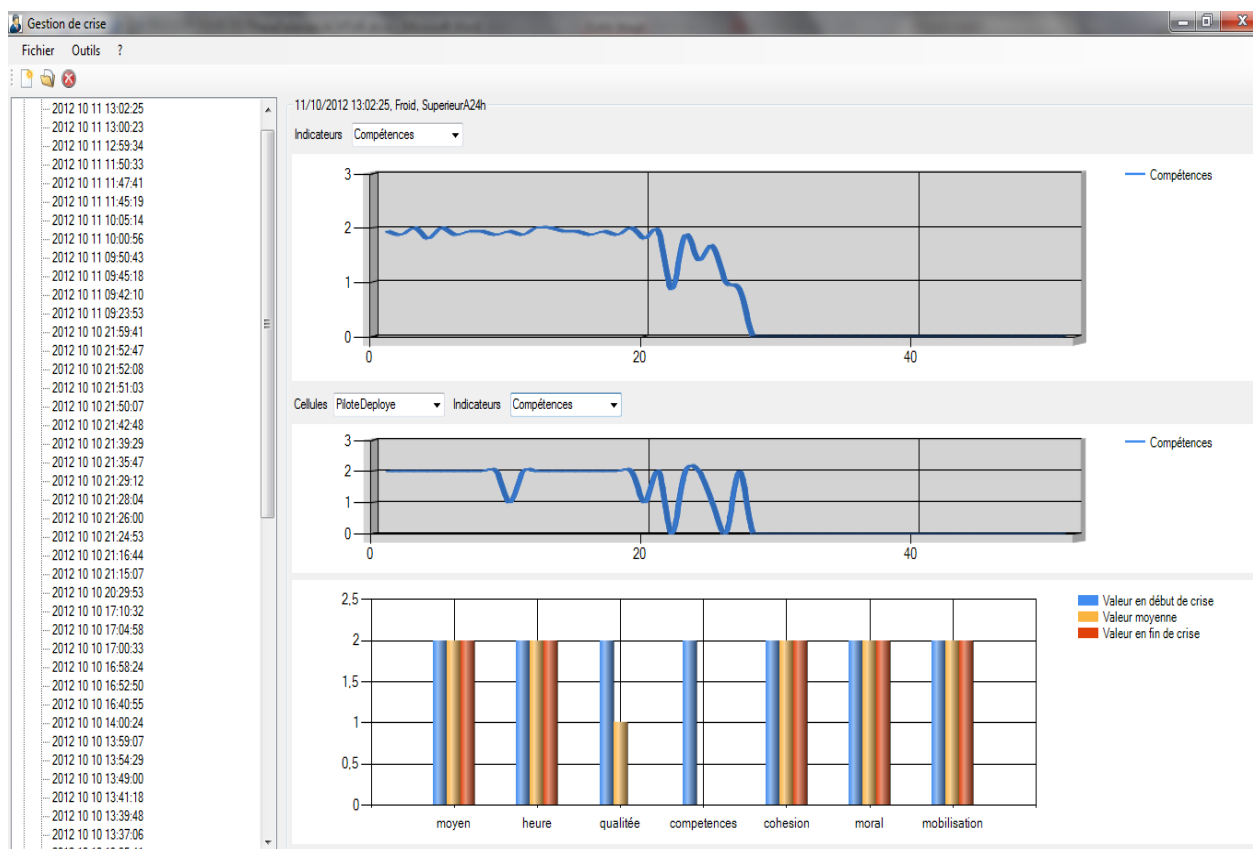 Gestion de crise
Fichier Outils ?
2012 10 11 13:02:25
2012 10 11 13:00:23
2012 10 11 12:59:34
2012 10 11 11:50:33
2012 10 11 11:47:41
2012 10 11 11:45:19
2012 10 11 10:05:14
2012 10 11 10:00:56
2012 10 11 09:50:43
2012 10 11 09:45:18
2012 10 11 09:42:10
2012 10 11 09:23:53
2012 10 10 21:59:41
2012 10 10 21:52:47
2012 10 10 21:52:08
2012 10 10 21:51:03
2012 10 10 21:50:07
2012 10 10 21:42:48
2012 10 10 21:39:29
2012 10 10 21:35:47
2012 10 10 21:29:12
2012 10 10 21:28:04
2012 10 10 21:26:00
2012 10 10 21:24:53
2012 10 10 21:16:44
2012 10 10 21:15:07
2012 10 10 20:29:53
2012 10 10 17:10:32
2012 10 10 17:04:58
2012 10 10 17:00:33
2012 10 10 16:58:24
2012 10 10 16:52:50
2012 10 10 16:40:55
2012 10 10 14:00:24
2012 10 10 13:59:07
2012 10 10 13:54:29
2012 10 10 13:49:00
2012 10 10 13:41:18
2012 10 10 13:39:48
2012 10 10 13:37:06
11/10/2012 13:02:25, Froid, SuperieurA24h
Indicateurs Compétences
3
2
1
0
0 20 40
Compétences
Cellules PiloteDeploye Indicateurs Compétences
3
2
1
0
0 20 40
Compétences
2,5
2
1,5
1
0,5
0
moyen heure qualitée competences cohesion moral mobilisation
Valeur en début de crise
Valeur moyenne
Valeur en fin de crise